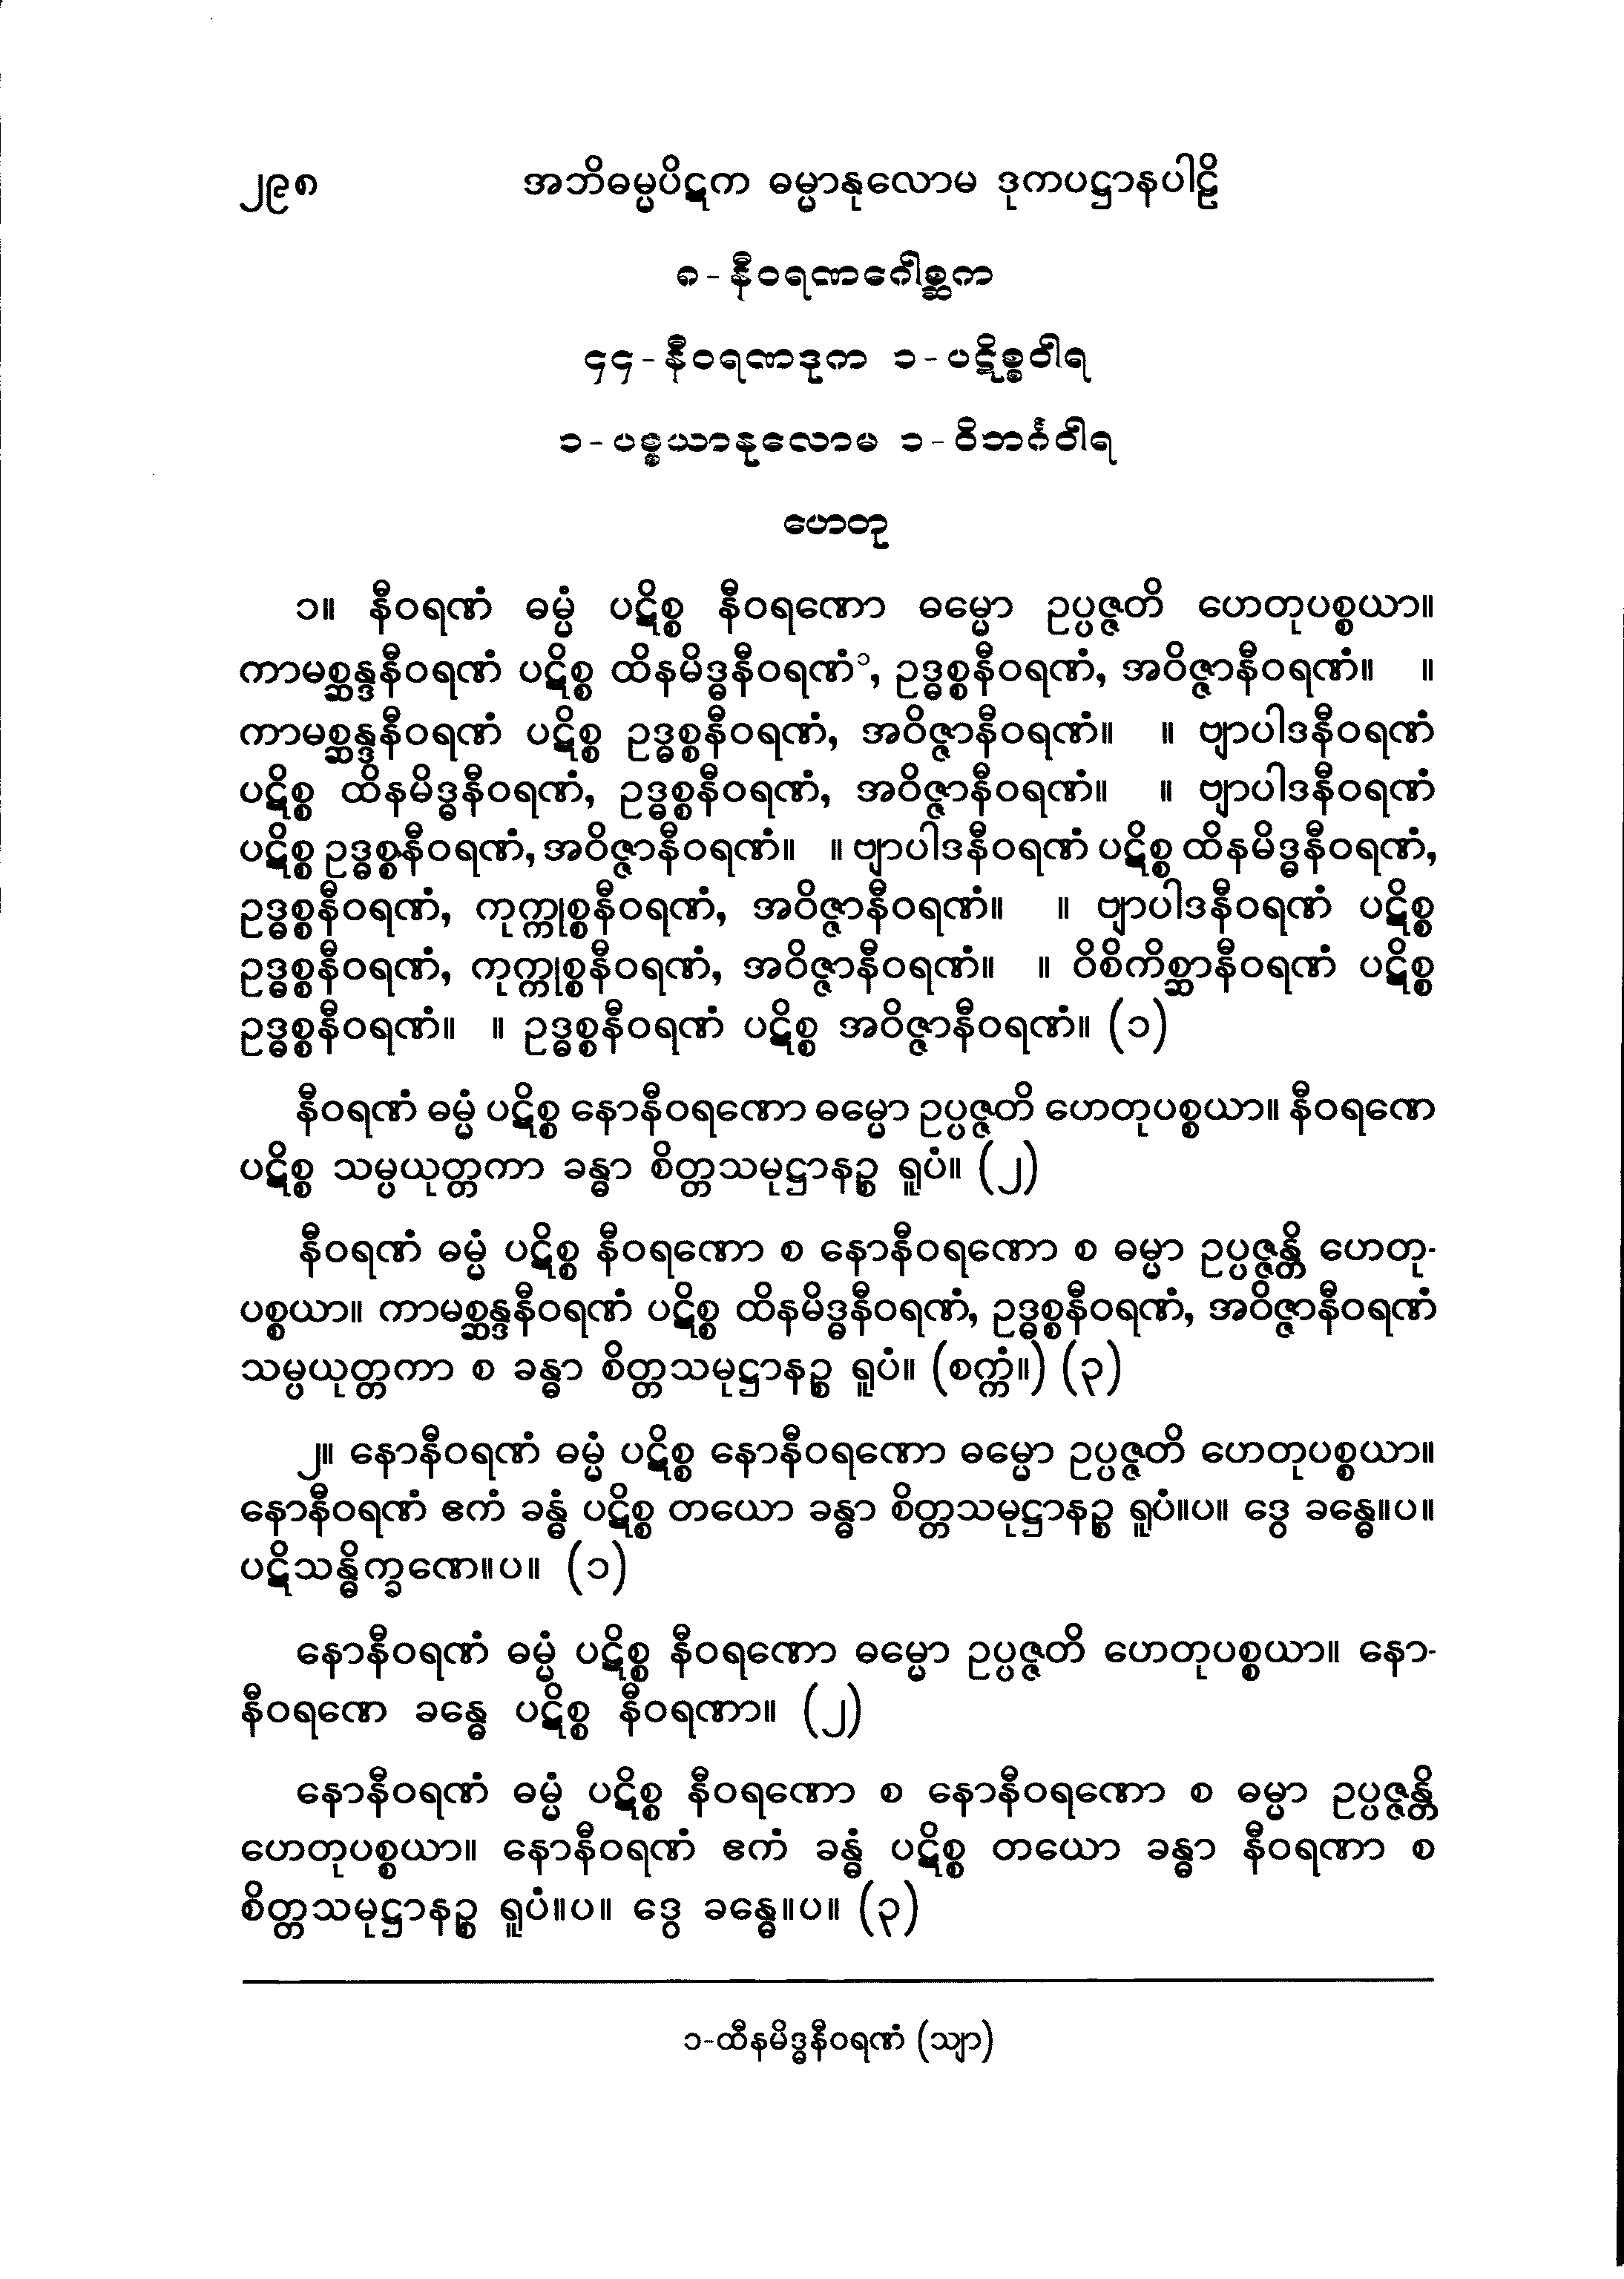 ၂၉၈ အဘိဓမ္မပိဋက ဓမ္မာနုလောမ ဒုကပဋ္ဌာနပါဠိ
၈-နီဝရဏဂေါစ္ဆက
၄၄-နီဝရဏဒုက ၁-ပဋိစ္စဝါရ
၁-ပစ္စယာနုလောမ ၁-ဝိဘင်္ဂဝါရ
ဟေတု
၁။ နီဝရဏံ ဓမ္မံ ပဋိစ္စ နီဝရဏော ဓမ္မော ဥပ္ပဇ္ဇတိ ဟေတုပစ္စယာ။
ကာမစ္ဆန္ဒနီဝရဏံ ပဋိစ္စ ထိနမိဒ္ဓနီဝရဏံ၁, ဥဒ္ဓစ္စနီဝရဏံ, အဝိဇ္ဇာနီဝရဏံ။ ။
ကာမစ္ဆန္ဒနီဝရဏံ ပဋိစ္စ ဥဒ္ဓစ္စနီဝရဏံ, အဝိဇ္ဇာနီဝရဏံ။ ။ ဗျာပါဒနီဝရဏံ
ပဋိစ္စ ထိနမိဒ္ဓနီဝရဏံ, ဥဒ္ဓစ္စနီဝရဏံ, အဝိဇ္ဇာနီဝရဏံ။ ။ ဗျာပါဒနီဝရဏံ
ပဋိစ္စ ဥဒ္ဓစ္စနီဝရဏံ, အဝိဇ္ဇာနီဝရဏံ။ ။ ဗျာပါဒနီဝရဏံ ပဋိစ္စ ထိနမိဒ္ဓနီဝရဏံ,
ဥဒ္ဓစ္စနီဝရဏံ, ကုက္ကုစ္စနီဝရဏံ, အဝိဇ္ဇာနီဝရဏံ။ ။ ဗျာပါဒနီဝရဏံ ပဋိစ္စ
ဥဒ္ဓစ္စနီဝရဏံ, ကုက္ကုစ္စနီဝရဏံ, အဝိဇ္ဇာနီဝရဏံ။ ။ ဝိစိကိစ္ဆာနီဝရဏံ ပဋိစ္စ
ဥဒ္ဓစ္စနီဝရဏံ။ ။ ဥဒ္ဓစ္စနီဝရဏံ ပဋိစ္စ အဝိဇ္ဇာနီဝရဏံ။ (၁)
နီဝရဏံ ဓမ္မံ ပဋိစ္စ နောနီဝရဏော ဓမ္မော ဥပ္ပဇ္ဇတိ ဟေတုပစ္စယာ။ နီဝရဏေ
ပဋိစ္စ သမ္ပယုတ္တကာ ခန္ဓာ စိတ္တသမုဋ္ဌာနဉ္စ ရူပံ။ (၂)
နီဝရဏံ ဓမ္မံ ပဋိစ္စ နီဝရဏော စ နောနီဝရဏော စ ဓမ္မာ ဥပ္ပဇ္ဇန္တိ ဟေတု-
ပစ္စယာ။ ကာမစ္ဆန္ဒနီဝရဏံ ပဋိစ္စ ထိနမိဒ္ဓနီဝရဏံ, ဥဒ္ဓစ္စနီဝရဏံ, အဝိဇ္ဇာနီဝရဏံ
သမ္ပယုတ္တကာ စ ခန္ဓာ စိတ္တသမုဋ္ဌာနဉ္စ ရူပံ။ (စက္ကံ။) (၃)
၂။ နောနီဝရဏံ ဓမ္မံ ပဋိစ္စ နောနီဝရဏော ဓမ္မော ဥပ္ပဇ္ဇတိ ဟေတုပစ္စယာ။
နောနီဝရဏံ ဧကံ ခန္ဓံ ပဋိစ္စ တယော ခန္ဓာ စိတ္တသမုဋ္ဌာနဉ္စ ရူပံ။ပ။ ဒွေ ခန္ဓေ။ပ။
ပဋိသန္ဓိက္ခဏေ။ပ။ (၁)
နောနီဝရဏံ ဓမ္မံ ပဋိစ္စ နီဝရဏော ဓမ္မော ဥပ္ပဇ္ဇတိ ဟေတုပစ္စယာ။ နော-
နီဝရဏေ ခန္ဓေ ပဋိစ္စ နီဝရဏာ။ (၂)
နောနီဝရဏံ ဓမ္မံ ပဋိစ္စ နီဝရဏော စ နောနီဝရဏော စ ဓမ္မာ ဥပ္ပဇ္ဇန္တိ
ဟေတုပစ္စယာ။ နောနီဝရဏံ ဧကံ ခန္ဓံ ပဋိစ္စ တယော ခန္ဓာ နီဝရဏာ စ
စိတ္တသမုဋ္ဌာနဉ္စ ရူပံ။ပ။ ဒွေ ခန္ဓေ။ပ။ (၃)
၁-ထီနမိဒ္ဓနီဝရဏံ (သျာ)